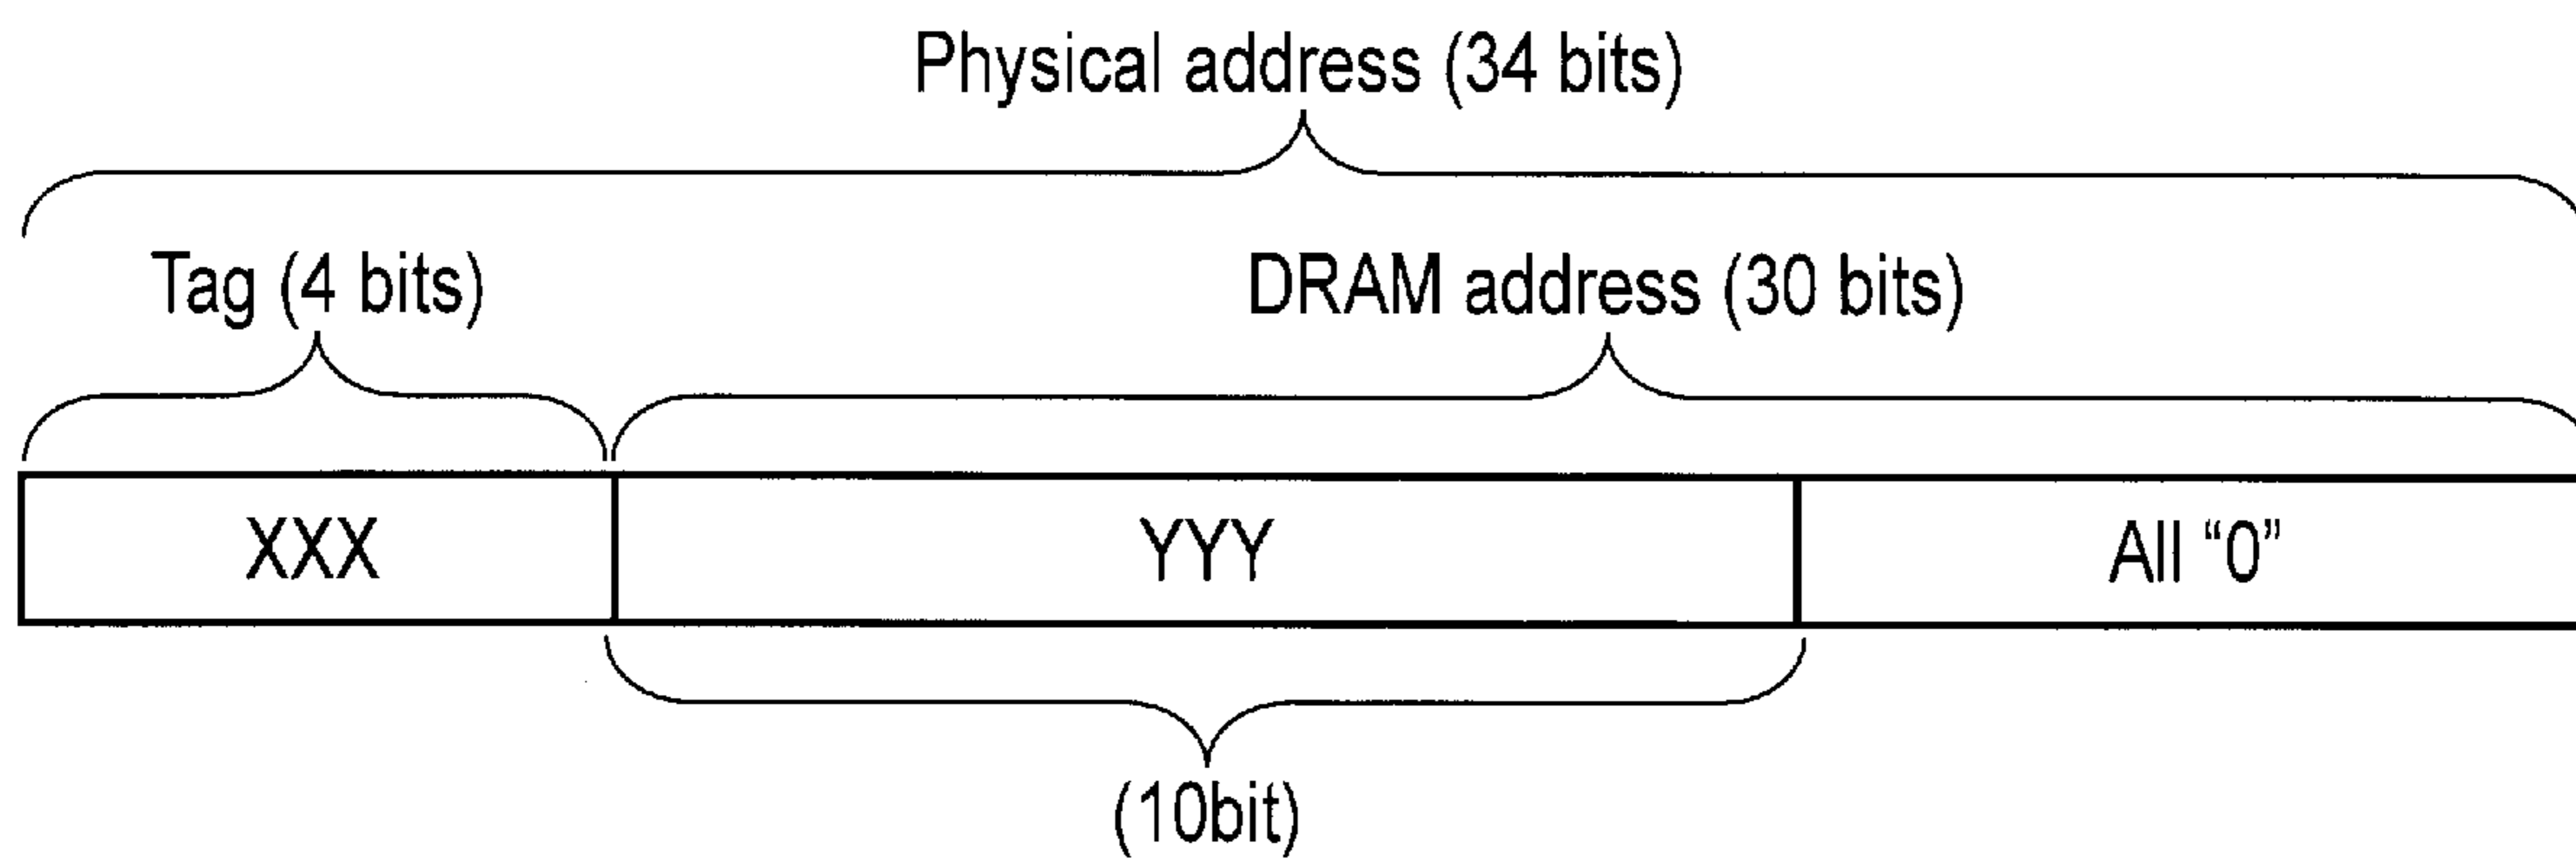 Physical address (34 bits)
Tag (4 bits)
DRAM address (30 bits)
XXX
YYY
All “0”
(10bit)